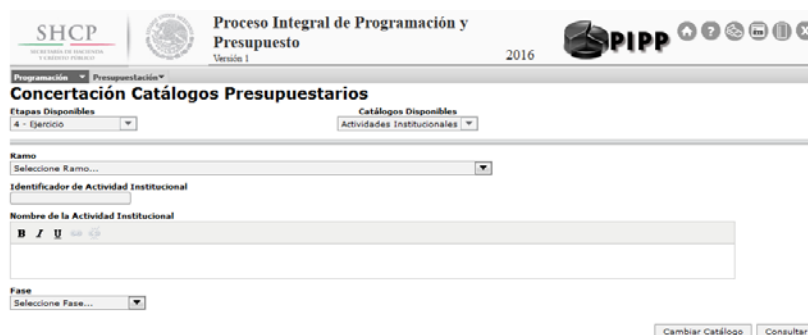 SHCP
SECRETARÍA DE HACIENDA
Y CRÉDITO PÚBLICO
Proceso Integral de Programación y
Presupuesto
Versión 1
2016
PIPP
Programación Presupuestación
Concertación Catálogos Presupuestarios
Etapas Disponibles Catálogos Disponibles
4 - Ejercicio Actividades Institucionales
Ramo
Seleccione Ramo...
Identificador de Actividad Institucional
Nombre de la Actividad Institucional
B I U
Fase
Seleccione Fase...
Cambiar Catálogo Consultar